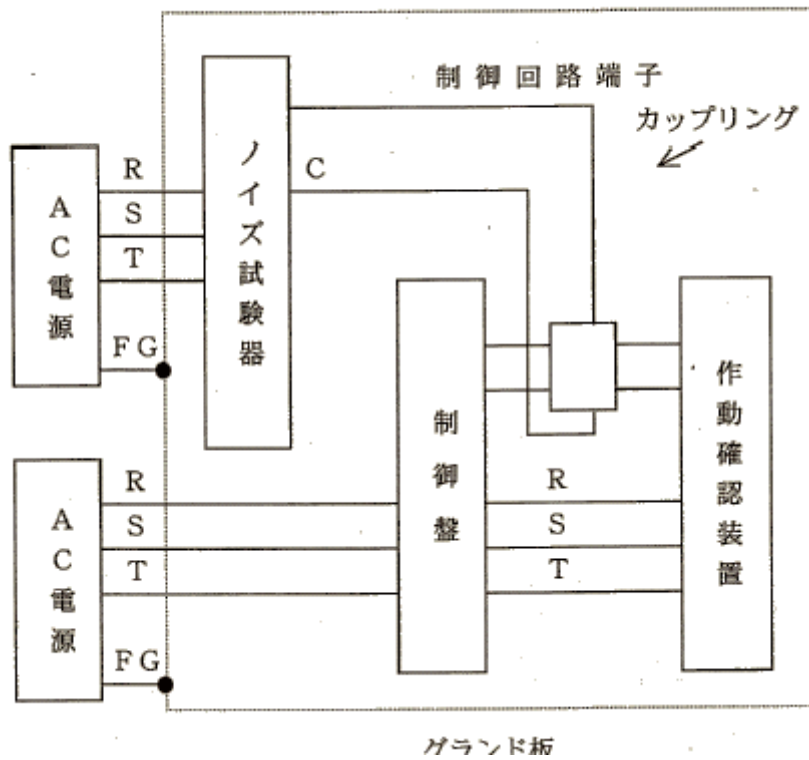 制御回路端子
カップリング
AC電源
R
S
T
FG
ノイズ試験器
C
AC電源
R
S
T
FG
制御盤
R
S
T
作動確認装置
グランド板